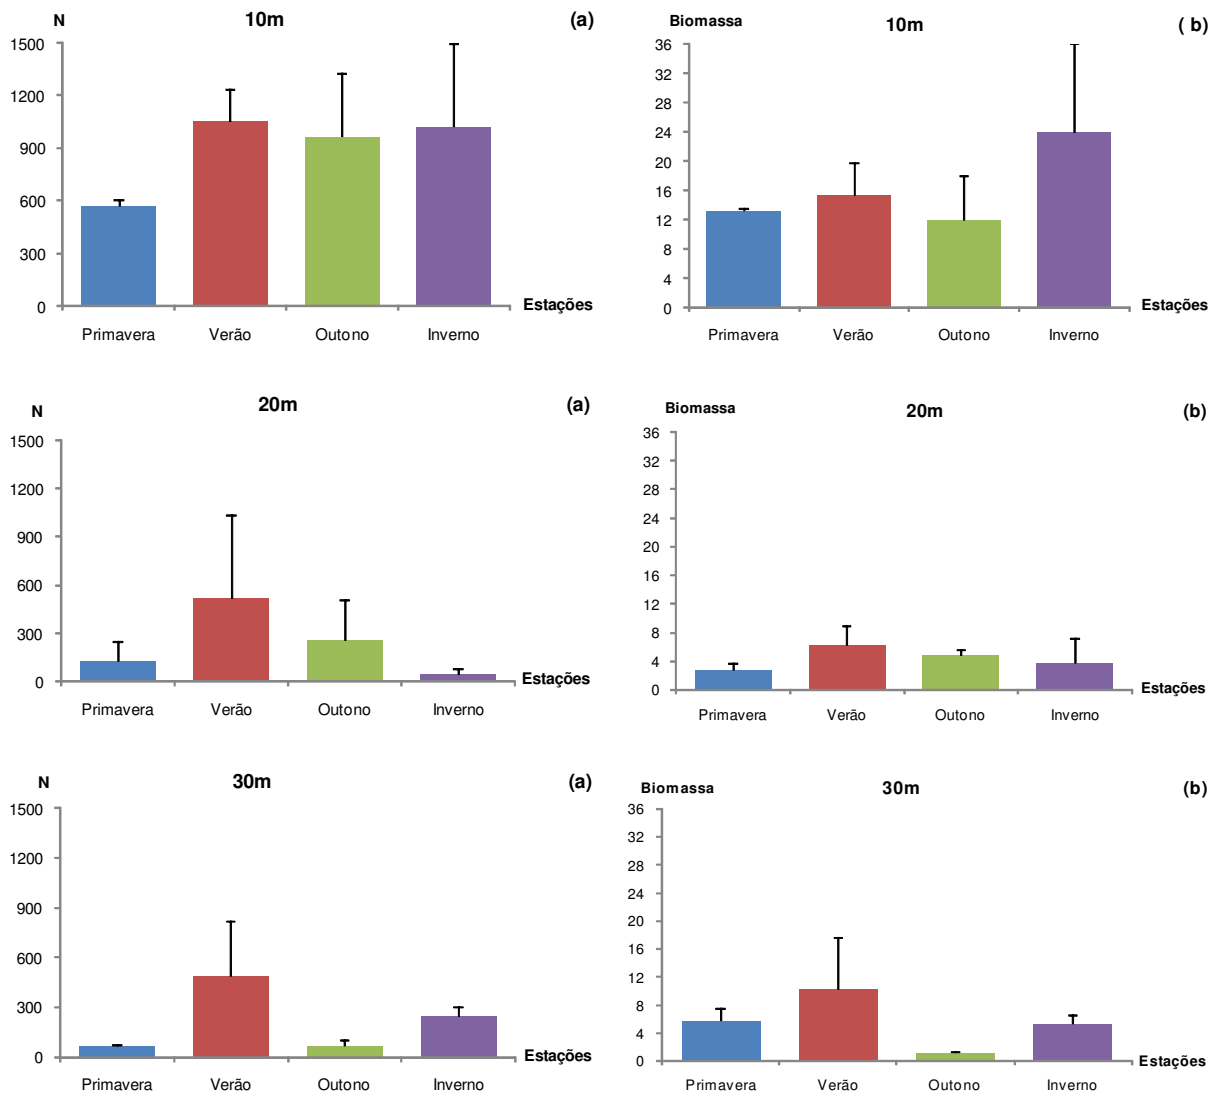 N 10m (a)
1500
1200
900
600
300
0
Estações
Primavera Verão Outono Inverno
Biomassa 10m ( b)
36
32
28
24
20
16
12
8
4
0
Estações
Primavera Verão Outono Inverno
N 20m (a)
1500
1200
900
600
300
0
Estações
Primavera Verão Outono Inverno
Biomassa 20m (b)
36
32
28
24
20
16
12
8
4
0
Estações
Primavera Verão Outono Inverno
N 30m (a)
1500
1200
900
600
300
0
Estações
Primavera Verão Outono Inverno
Biomassa 30m (b)
36
32
28
24
20
16
12
8
4
0
Estações
Primavera Verão Outono Inverno